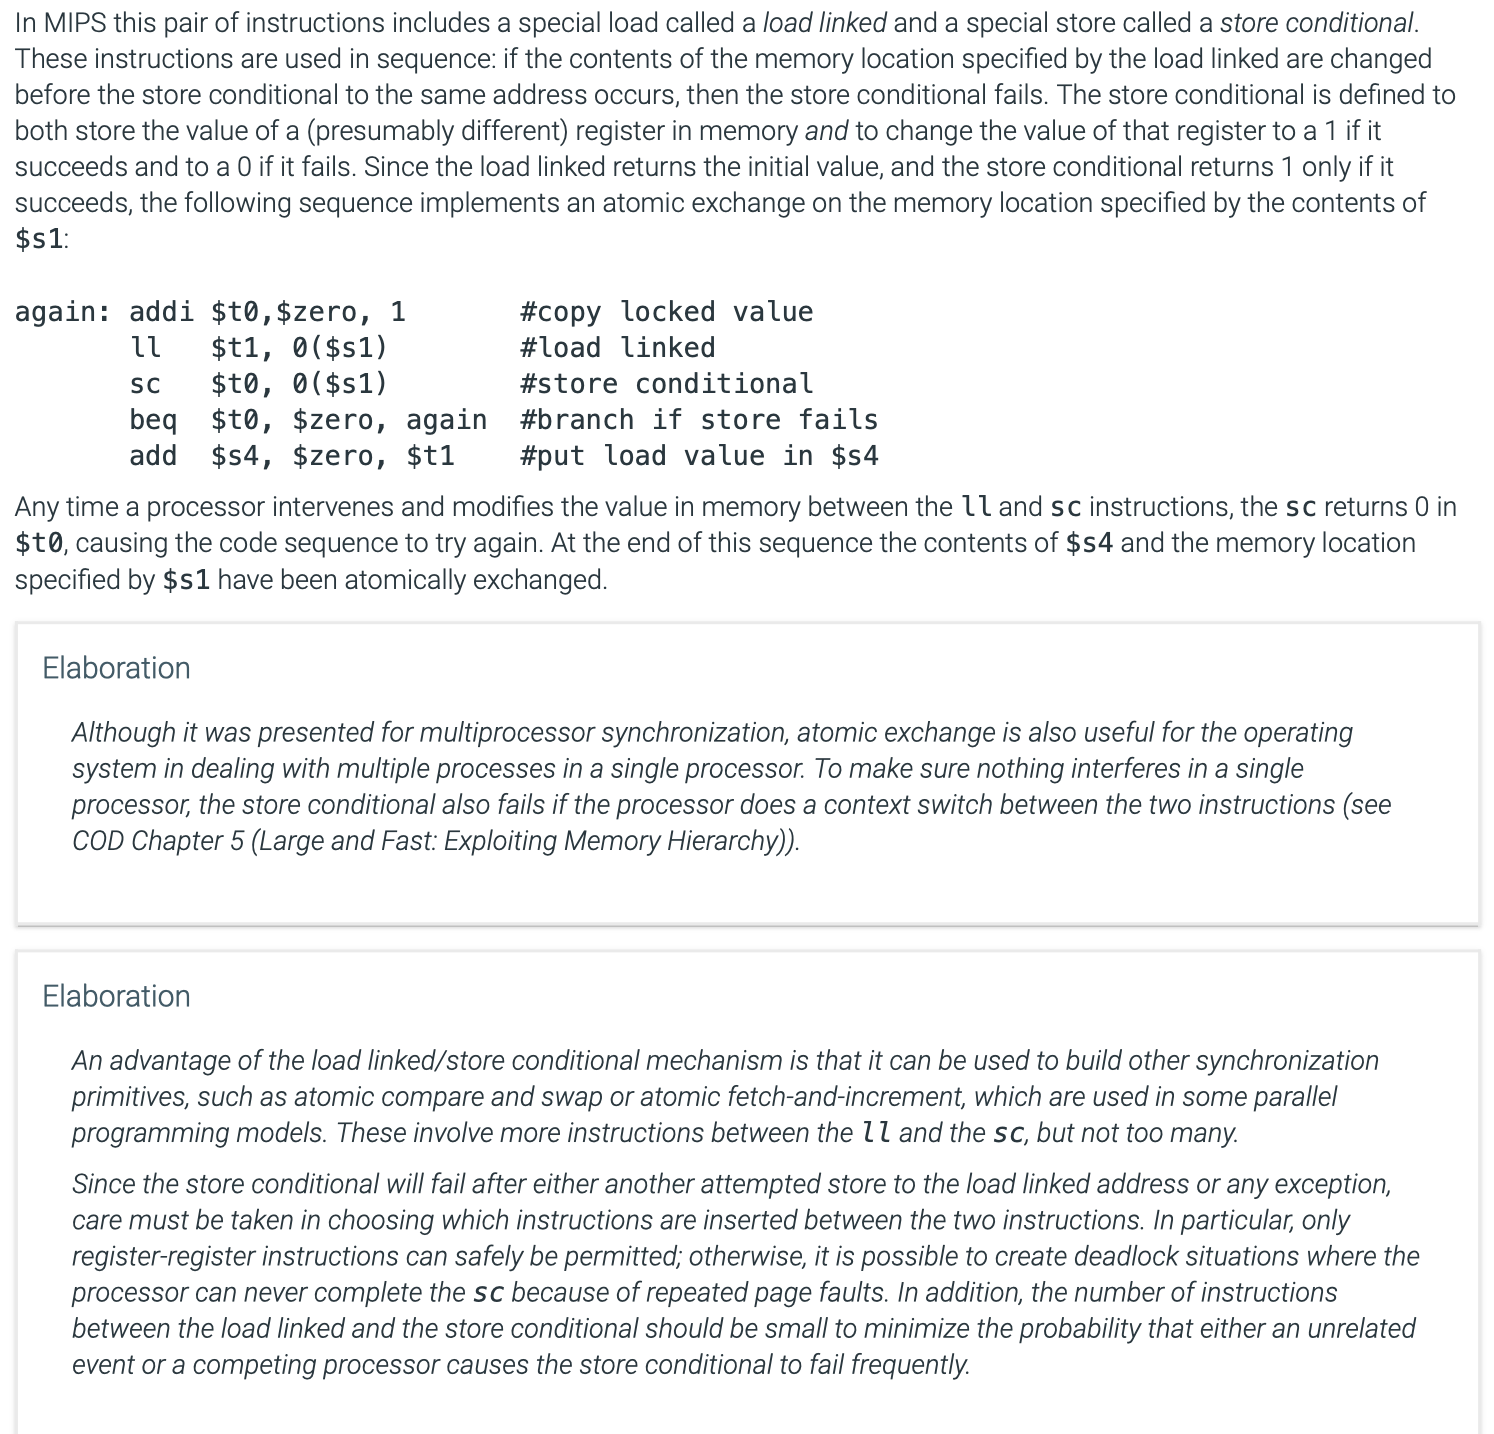 In MIPS this pair of instructions includes a special load called a load linked and a special store called a store conditional.
These instructions are used in sequence: if the contents of the memory location specified by the load linked are changed
before the store conditional to the same address occurs, then the store conditional fails. The store conditional is defined to
both store the value of a (presumably different) register in memory and to change the value of that register to a 1 if it
succeeds and to a 0 if it fails. Since the load linked returns the initial value, and the store conditional returns 1 only if it
succeeds, the following sequence implements an atomic exchange on the memory location specified by the contents of
$s1:
again: addi $t0,$zero, 1 #copy locked value
ll $t1, 0($s1) #load linked
sc $t0, 0($s1) #store conditional
beq $t0, $zero, again #branch if store fails
add $s4, $zero, $t1 #put load value in $s4
Any time a processor intervenes and modifies the value in memory between the ll and sc instructions, the sc returns 0 in
$t0, causing the code sequence to try again. At the end of this sequence the contents of $s4 and the memory location
specified by $s1 have been atomically exchanged.
Elaboration
Although it was presented for multiprocessor synchronization, atomic exchange is also useful for the operating
system in dealing with multiple processes in a single processor. To make sure nothing interferes in a single
processor, the store conditional also fails if the processor does a context switch between the two instructions (see
COD Chapter 5 (Large and Fast: Exploiting Memory Hierarchy)).
Elaboration
An advantage of the load linked/store conditional mechanism is that it can be used to build other synchronization
primitives, such as atomic compare and swap or atomic fetch-and-increment, which are used in some parallel
programming models. These involve more instructions between the ll and the sc, but not too many.
Since the store conditional will fail after either another attempted store to the load linked address or any exception,
care must be taken in choosing which instructions are inserted between the two instructions. In particular, only
register-register instructions can safely be permitted; otherwise, it is possible to create deadlock situations where the
processor can never complete the sc because of repeated page faults. In addition, the number of instructions
between the load linked and the store conditional should be small to minimize the probability that either an unrelated
event or a competing processor causes the store conditional to fail frequently.